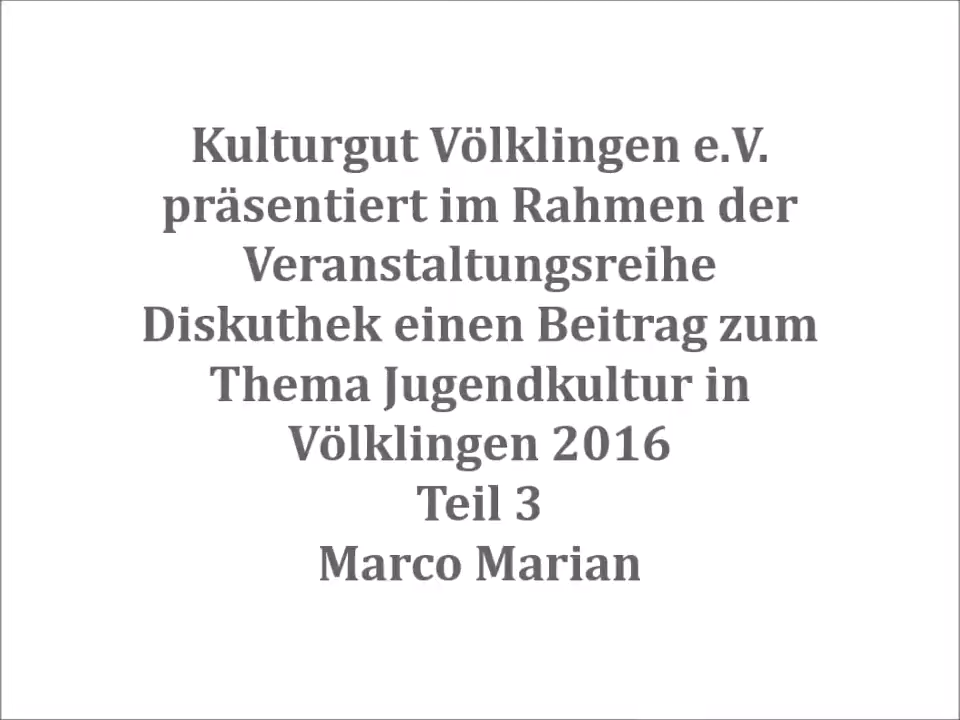 Kulturgut Völklingen e.V.
präsentiert im Rahmen der
Veranstaltungsreihe
Diskuthek einen Beitrag zum
Thema Jugendkultur in
Völklingen 2016
Teil 3
Marco Marian